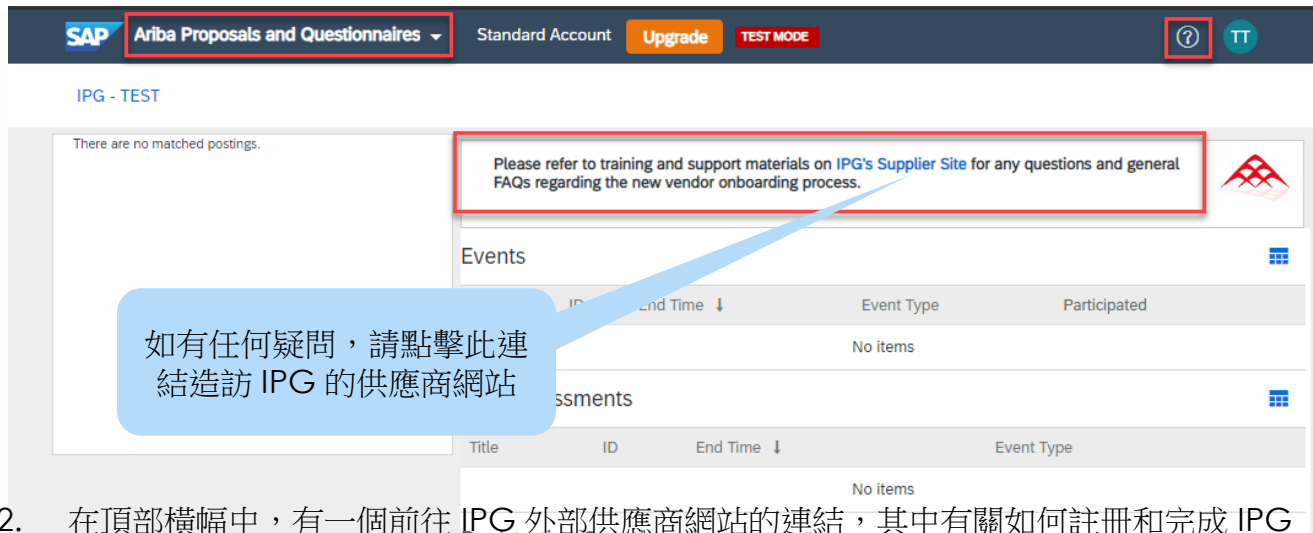 SAP Ariba Proposals and Questionnaires Standard Account Upgrade TEST MODE ? TT
IPG - TEST
There are no matched postings.
Please refer to training and support materials on IPG's Supplier Site for any questions and general
FAQs regarding the new vendor onboarding process.
Events
ID End Time ↓ Event Type Participated
No items
如有任何疑問，請點擊此連
結造訪 IPG 的供應商網站
Title ID End Time ↓ Event Type
No items
2. 在頂部橫幅中，有一個前往 IPG 外部供應商網站的連結，其中有關如何註冊和完成 IPG